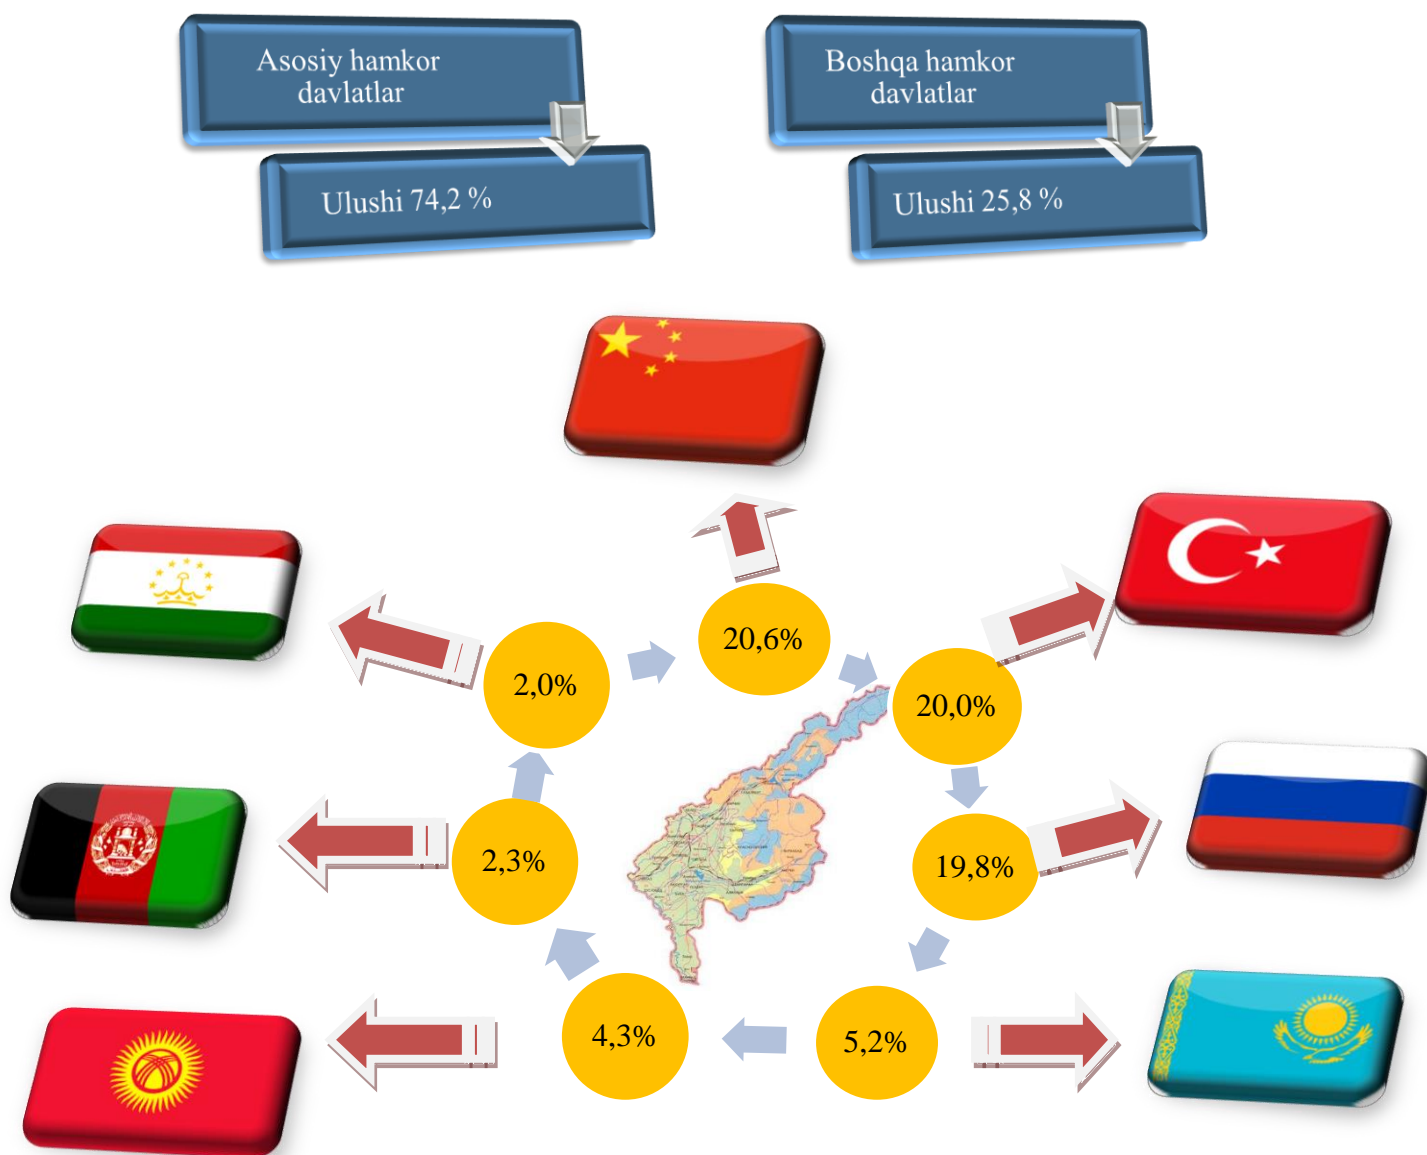 Asosiy hamkor
davlatlar
Ulushi 74,2 %
Boshqa hamkor
davlatlar
Ulushi 25,8 %
20,6%
20,0%
19,8%
5,2%
4,3%
2,3%
2,0%